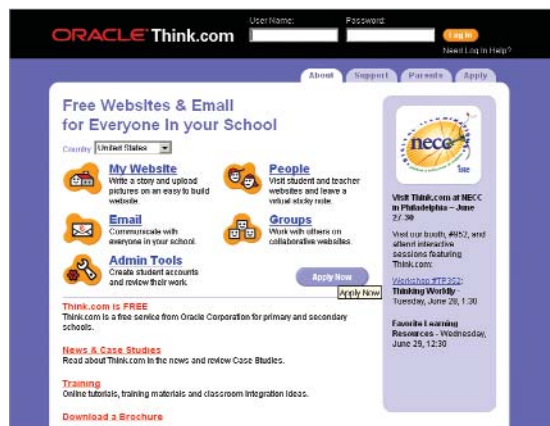 ORACLE Think.com
User Name:
Password:
Log in
Need Log In Help?
About
Support
Parents
Apply
Free Websites & Email
for Everyone In your School
Country United States
My Website
Write a story and upload
pictures on an easy to build
website.
People
Visit student and teacher
websites and leave a
virtual sticky note.
Email
Communicate with
everyone in your school.
Groups
Work with others on
collaborative websites.
Admin Tools
Create student accounts
and review their work.
Apply Now
Apply Now
Think.com is FREE
Think.com is a free service from Oracle Corporation for primary and secondary
schools.
News & Case Studies
Read about Think.com in the news and review Case Studies.
Training
Online tutorials, training materials and classroom integration ideas.
Download a Brochure
necc
Visit Think.com at NECC
in Philadelphia – June
27-30
Visit our booth, #952, and
attend interactive
sessions featuring
Think.com:
Workshop #TP352:
Thinking Worldly -
Tuesday, June 28, 1:30
Favorite Learning
Resources - Wednesday,
June 29, 12:30